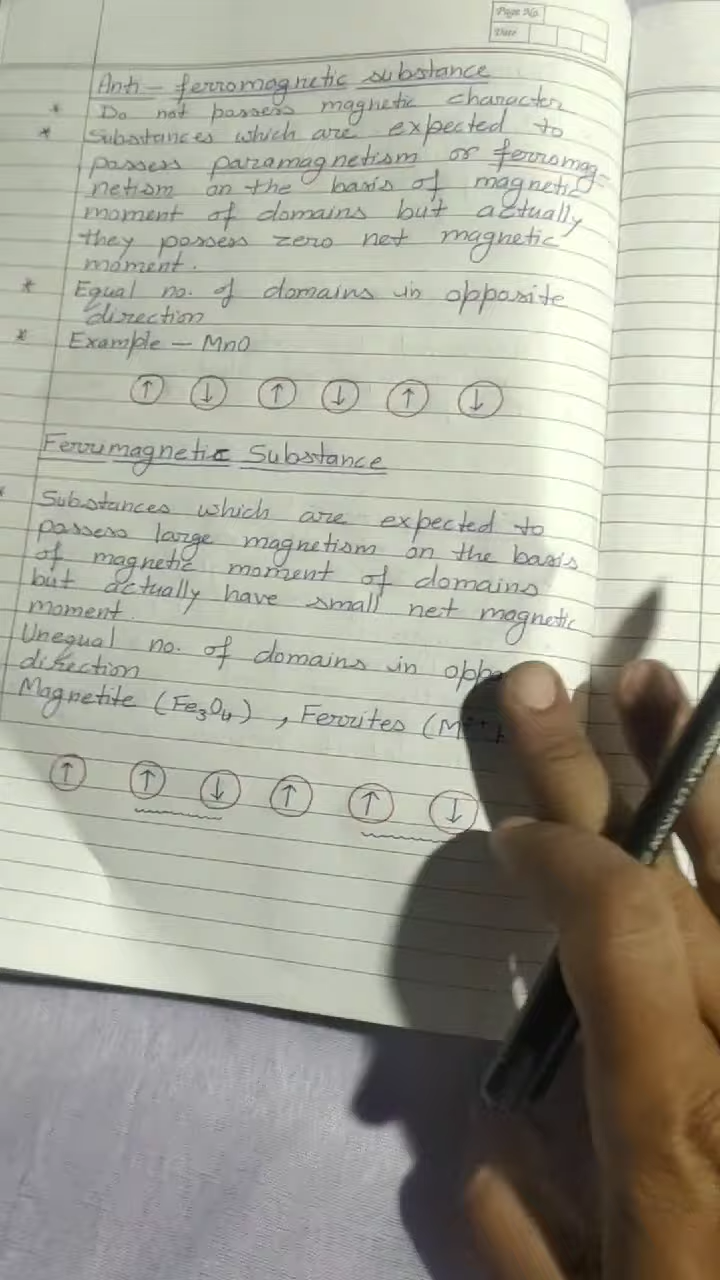 Page No.
Date
Anti - ferromagnetic substance
* Do not possess magnetic character
* Substances which are expected to
possess paramagnetism or ferromag-
netism on the basis of magnetic
moment of domains but actually
they possess zero net magnetic
moment.
* Equal no. of domains in opposite
direction
* Example - MnO
↑ ↓ ↑ ↓ ↑ ↓
Ferrimagnetic Substance
* Substances which are expected to
possess large magnetism on the basis
of magnetic moment of domains
but actually have small net magnetic
moment.
Unequal no. of domains in oppo
direction
Magnetite (Fe₃O₄), Ferrites (M²⁺
↑ ↑ ↓ ↑ ↑ ↓